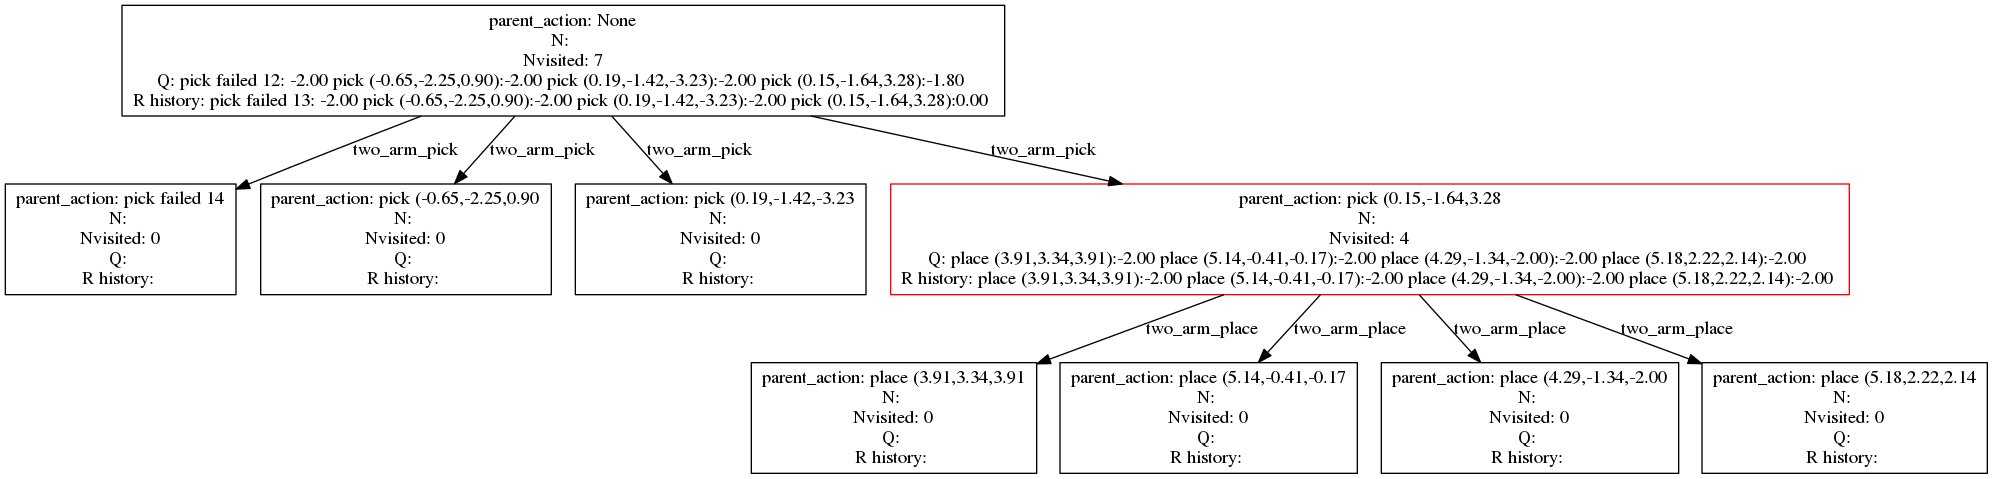 parent_action: None
N:
Nvisited: 7
Q: pick failed 12: -2.00 pick (-0.65,-2.25,0.90):-2.00 pick (0.19,-1.42,-3.23):-2.00 pick (0.15,-1.64,3.28):-1.80
R history: pick failed 13: -2.00 pick (-0.65,-2.25,0.90):-2.00 pick (0.19,-1.42,-3.23):-2.00 pick (0.15,-1.64,3.28):0.00
two_arm_pick
two_arm_pick
two_arm_pick
two_arm_pick
parent_action: pick failed 14
N:
Nvisited: 0
Q:
R history:
parent_action: pick (-0.65,-2.25,0.90
N:
Nvisited: 0
Q:
R history:
parent_action: pick (0.19,-1.42,-3.23
N:
Nvisited: 0
Q:
R history:
parent_action: pick (0.15,-1.64,3.28
N:
Nvisited: 4
Q: place (3.91,3.34,3.91):-2.00 place (5.14,-0.41,-0.17):-2.00 place (4.29,-1.34,-2.00):-2.00 place (5.18,2.22,2.14):-2.00
R history: place (3.91,3.34,3.91):-2.00 place (5.14,-0.41,-0.17):-2.00 place (4.29,-1.34,-2.00):-2.00 place (5.18,2.22,2.14):-2.00
two_arm_place
two_arm_place
two_arm_place
two_arm_place
parent_action: place (3.91,3.34,3.91
N:
Nvisited: 0
Q:
R history:
parent_action: place (5.14,-0.41,-0.17
N:
Nvisited: 0
Q:
R history:
parent_action: place (4.29,-1.34,-2.00
N:
Nvisited: 0
Q:
R history:
parent_action: place (5.18,2.22,2.14
N:
Nvisited: 0
Q:
R history: